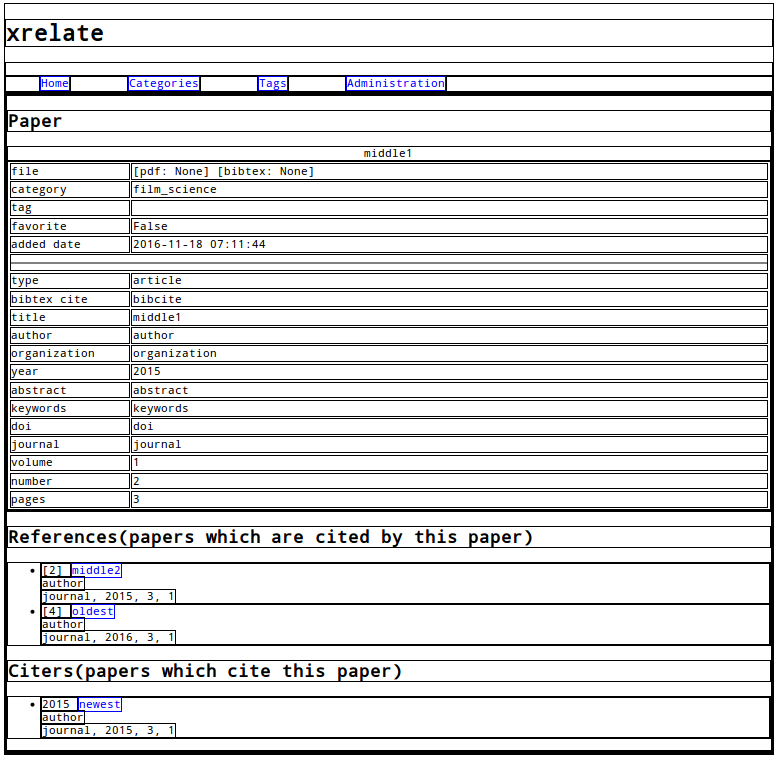 xrelate
Home Categories Tags Administration
Paper
middle1
file [pdf: None] [bibtex: None]
category film_science
tag
favorite False
added date 2016-11-18 07:11:44
type article
bibtex cite bibcite
title middle1
author author
organization organization
year 2015
abstract abstract
keywords keywords
doi doi
journal journal
volume 1
number 2
pages 3
References(papers which are cited by this paper)
• [2] middle2
author
journal, 2015, 3, 1
• [4] oldest
author
journal, 2016, 3, 1
Citers(papers which cite this paper)
• 2015 newest
author
journal, 2015, 3, 1